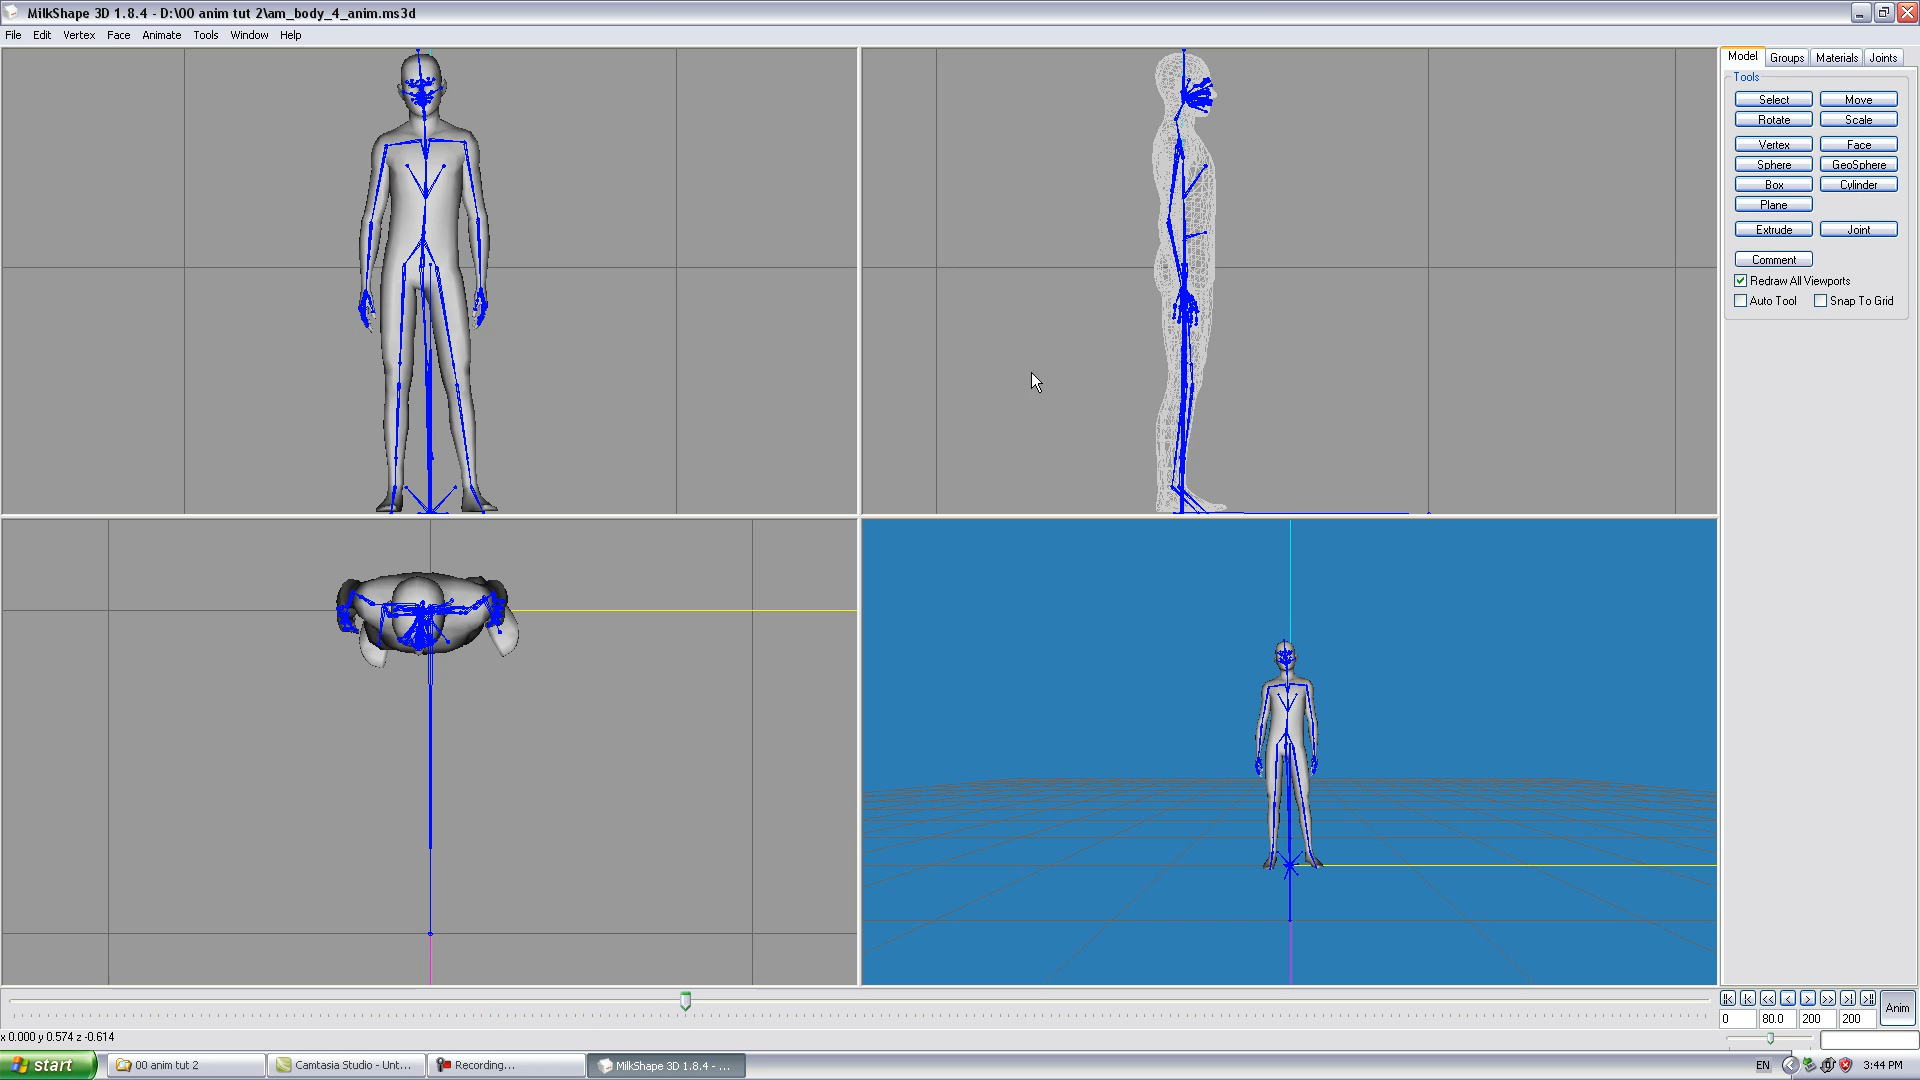 MilkShape 3D 1.8.4 - D:\00 anim tut 2\am_body_4_anim.ms3d
File Edit Vertex Face Animate Tools Window Help
Model Groups Materials Joints
Tools
Select Move
Rotate Scale
Vertex Face
Sphere GeoSphere
Box Cylinder
Plane
Extrude Joint
Comment
Redraw All Viewports
Auto Tool Snap To Grid
Anim
0 80.0 200 200
x 0.000 y 0.574 z -0.614
start 00 anim tut 2 Camtasia Studio - Unt... Recording... MilkShape 3D 1.8.4 - ... EN 3:44 PM